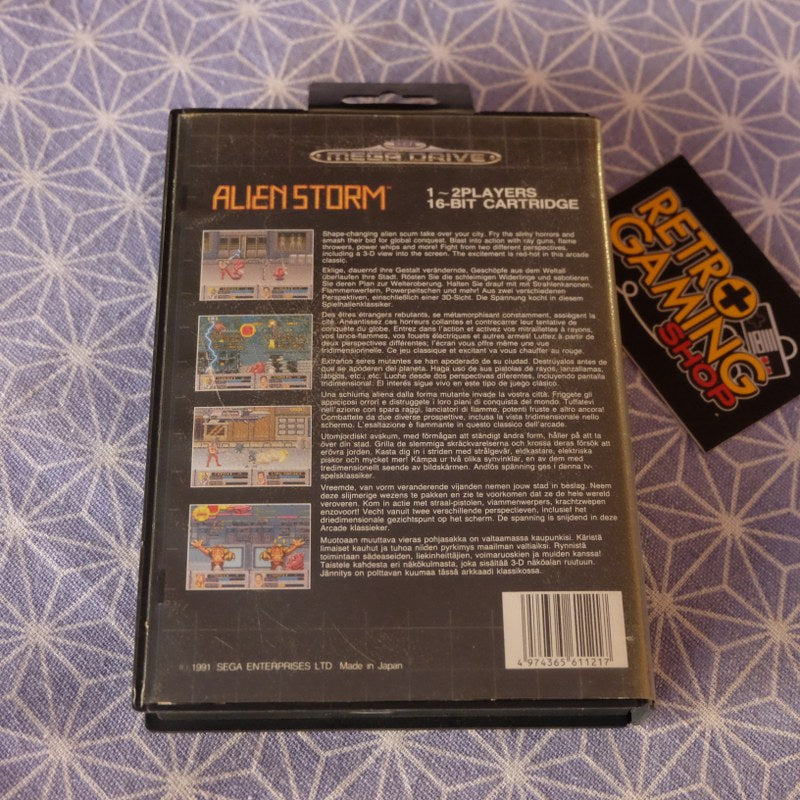 SEGA
MEGA DRIVE
ALIEN STORM™
1~2PLAYERS
16-BIT CARTRIDGE
Shape-changing alien scum take over your city. Fry the slimy horrors and
smash their bid for global conquest. Blast into action with ray guns, flame
throwers, power whips and more! Fight from two different perspectives,
including a 3-D view into the screen. The excitement is red-hot in this arcade
classic.
Eklige, dauernd ihre Gestalt verändernde, Geschöpfe aus dem Weltall
überlaufen Ihre Stadt. Rösten Sie die schleimigen Widerlinge und sabotieren
Sie deren Plan zur Welteroberung. Halten Sie drauf mit Strahlenkanonen,
Flammenwerfern, Powerpeitschen und mehr! Aus zwei verschiedenen
Perspektiven, einschließlich einer 3D-Sicht. Die Spannung kocht in diesem
Spielhallenklassiker.
Des êtres étrangers rebutants, se métamorphisant constamment, assiègent la
cité. Anéantissez ces horreurs collantes et contrecarrer leur tentative de
conquête du globe. Entrez dans l'action et activez vos mitraillettes à rayons,
vos lance-flammes, vos fouets électriques et autres armes! Luttez à partir de
deux perspectives différentes; l'écran vous offre même une vue
tridimensionnelle. Ce jeu classique et excitant va vous chauffer au rouge.
Extraños seres mutantes se han apoderado de su ciudad. Destrúyalos antes de
que se apoderen del planeta. Haga uso de sus pistolas de rayos, lanzallamas,
látigos, etc., etc. Luche desde dos perspectivas diferentes, incluyendo pantalla
tridimensional. El interés sigue vivo en este tipo de juego clásico.
Una schiuma aliena dalla forma mutante invade la vostra città. Friggete gli
appiccicosi orrori e distruggete i loro piani di conquista del mondo. Tuffatevi
nell'azione con spara raggi, lanciatori di fiamme, potenti fruste e altro ancora!
Combattete da due diverse prospettive, inclusa la vista tridimensionale nello
schermo. L'esaltazione è fiammante in questo classico dell'arcade.
Utomjordiskt avskum, med förmågan att ständigt ändra form, håller på att ta
över din stad. Grilla de slemmiga skräckvarelserna och krossa deras försök att
erövra jorden. Kasta dig in i striden med strålgevär, eldkastare, elektriska
piskor och mycket mer! Kämpa ur två olika synvinklar, en av dem med
tredimensionellt seende av bildskärmen. Andlös spänning ges i denna tv-
spelsklassiker.
Vreemde, van vorm veranderende vijanden nemen jouw stad in beslag. Neem
deze slijmerige wezens te pakken en zie te voorkomen dat ze de hele wereld
veroveren. Kom in actie met straal-pistolen, vlammenwerpers, krachtzwepen
enzovoort! Vecht vanuit twee verschillende perspectieven, inclusief het
driedimensionale gezichtspunt op het scherm. De spanning is snijdend in deze
Arcade klassieker.
Muotoaan muuttava vieras pohjasakka on valtaamassa kaupunkisi. Käristä
limaiset kauhut ja tuhoa niiden pyrkimys maailman valtiaiksi. Rynnistä
toimintaan sädeaseiden, liekinheittäjien, voimaruoskien ja muiden kanssa!
Taistele kahdesta eri näkökulmasta, joka sisältää 3-D näköalan ruutuun.
Jännitys on polttavan kuumaa tässä arkkaadi klassikossa.
4 974365 611217
© 1991 SEGA ENTERPRISES LTD Made in Japan
RETRO
GAMING
SHOP